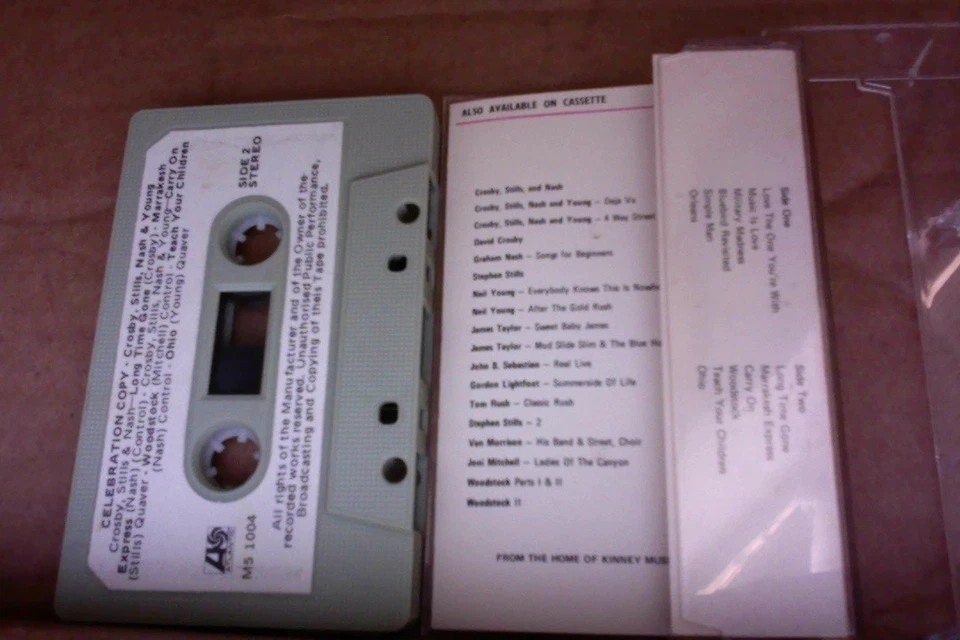 CELEBRATION COPY - Crosby, Stills, Nash & Young
Crosby, Stills & Nash—Long Time Gone (Crosby) - Marrakesh
Express (Nash) (Control) - Crosby, Stills, Nash & Young—Carry On
(Stills) Quaver - Woodstock (Mitchell) Control - Teach Your Children
(Nash) Control - Ohio (Young) Quaver
SIDE 2
STEREO
ATLANTIC
MS 1004
All rights of the Manufacturer and of the Owner of the
recorded works reserved. Unauthorised Public Performance,
Broadcasting and Copying of theis Tape prohibited.
ALSO AVAILABLE ON CASSETTE
Crosby, Stills, and Nash
Crosby, Stills, Nash and Young — Deja Vu
Crosby, Stills, Nash and Young — 4 Way Street
David Crosby
Graham Nash — Songs for Beginners
Stephen Stills
Neil Young — Everybody Knows This Is Nowhe
Neil Young — After The Gold Rush
James Taylor — Sweet Baby James
James Taylor — Mud Slide Slim & The Blue Ho
John B. Sebastian — Real Live
Gordon Lightfoot — Summerside Of Life
Tom Rush — Classic Rush
Stephen Stills — 2
Van Morrison — His Band & Street, Choir
Joni Mitchell — Ladies Of The Canyon
Woodstock Parts I & II
Woodstock II
FROM THE HOME OF KINNEY MUSI
Side One
Love The One You're With
Music Is Love
Military Madness
Bluebird Revisited
Simple Man
Orleans
Side Two
Long Time Gone
Marrakesh Express
Carry On
Woodstock
Teach Your Children
Ohio